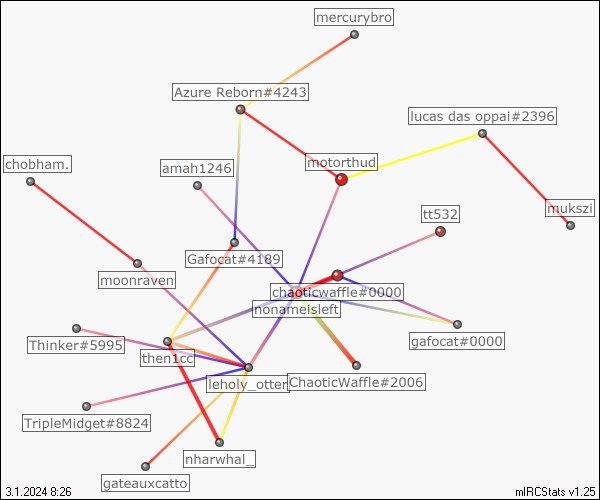 mercurybro
Azure Reborn#4243
lucas das oppai#2396
chobham.
amah1246
motorthud
mukszi
tt532
Gafocat#4189
moonraven
chaoticwaffle#0000
nonameisleft
Thinker#5995
then1cc
gafocat#0000
leholy_otter
ChaoticWaffle#2006
TripleMidget#8824
nharwhal_
gateauxcatto
3.1.2024 8:26
mIRCStats v1.25